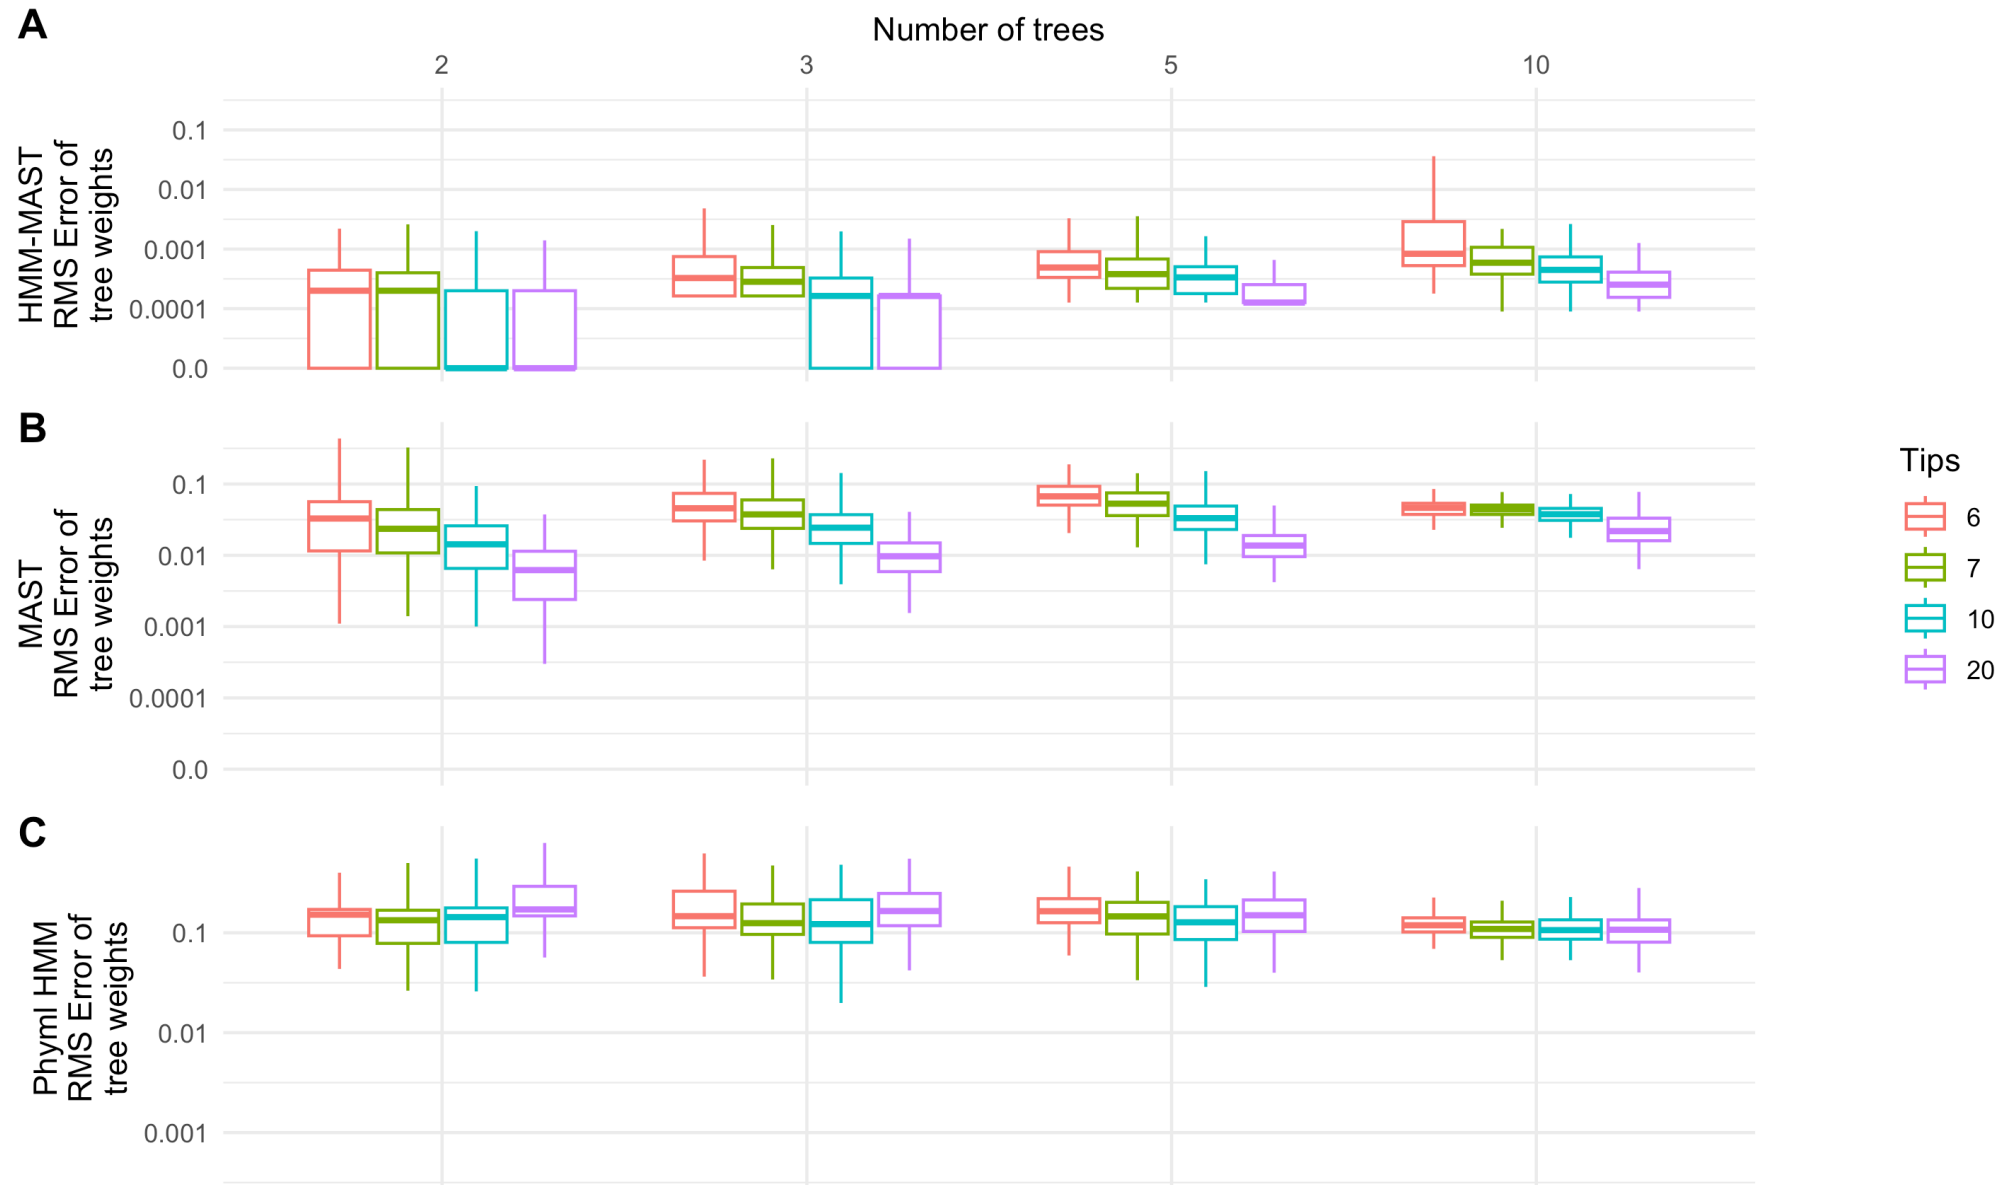 A
Number of trees
2 3 5 10
HMM-MAST
RMS Error of
tree weights
0.1
0.01
0.001
0.0001
0.0
B
MAST
RMS Error of
tree weights
0.1
0.01
0.001
0.0001
0.0
Tips
6
7
10
20
C
Phyml HMM
RMS Error of
tree weights
0.1
0.01
0.001